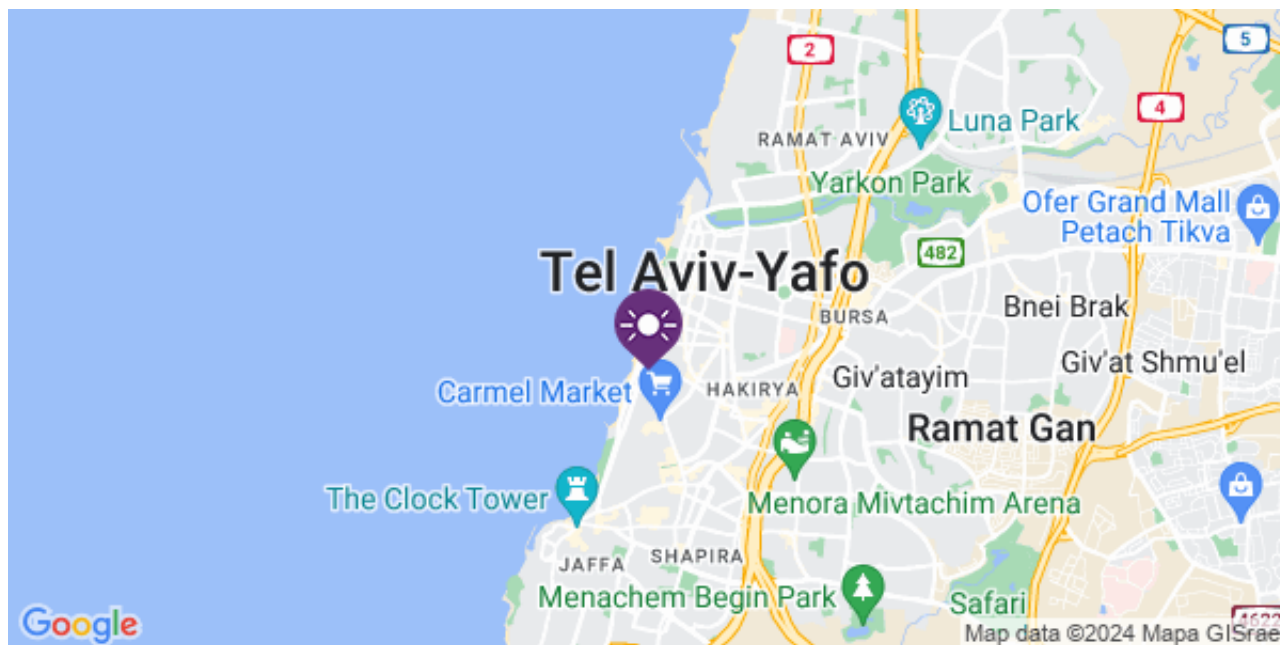 2
5
4
Luna Park
RAMAT AVIV
Yarkon Park
Ofer Grand Mall
Petach Tikva
482
Tel Aviv-Yafo
Bnei Brak
BURSA
Giv'at Shmu'el
Giv'atayim
Carmel Market
HAKIRYA
Ramat Gan
The Clock Tower
Menora Mivtachim Arena
JAFFA
SHAPIRA
Menachem Begin Park
Safari
4622
Google
Map data ©2024 Mapa GISrae